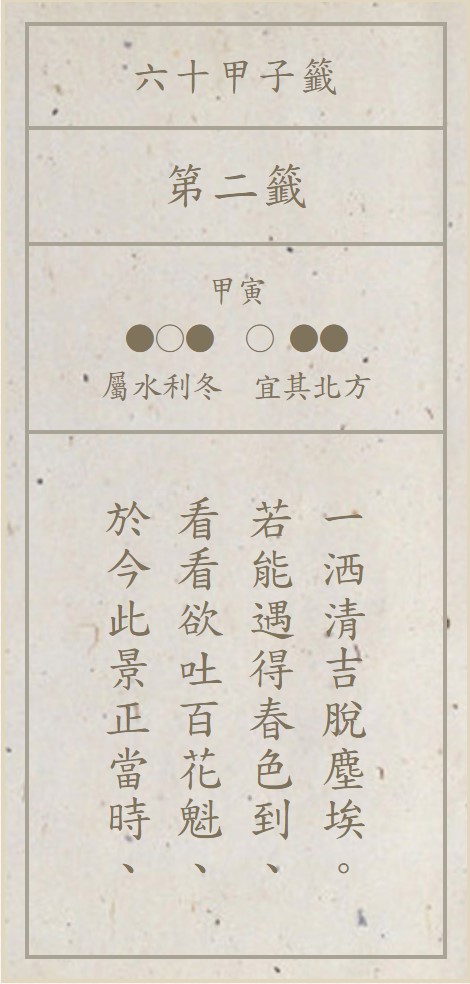 六十甲子籤
第二籤
甲寅
●○● ○●●
屬水利冬 宜其北方
於今此景正當時、
看看欲吐百花魁、
若能遇得春色到、
一洒清吉脫塵埃。